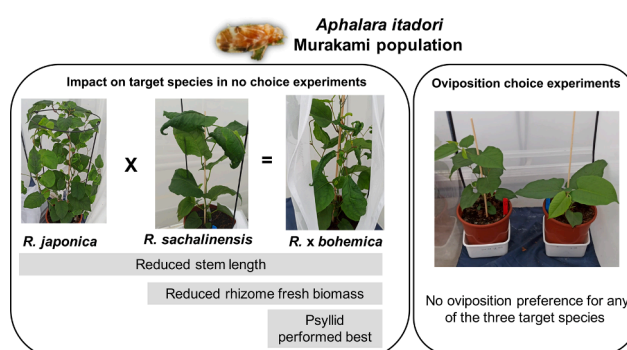 Aphalara itadori
Murakami population
Impact on target species in no choice experiments
X
=
R. japonica
R. sachalinensis
R. x bohemica
Reduced stem length
Reduced rhizome fresh biomass
Psyllid
performed best
Oviposition choice experiments
No oviposition preference for any
of the three target species